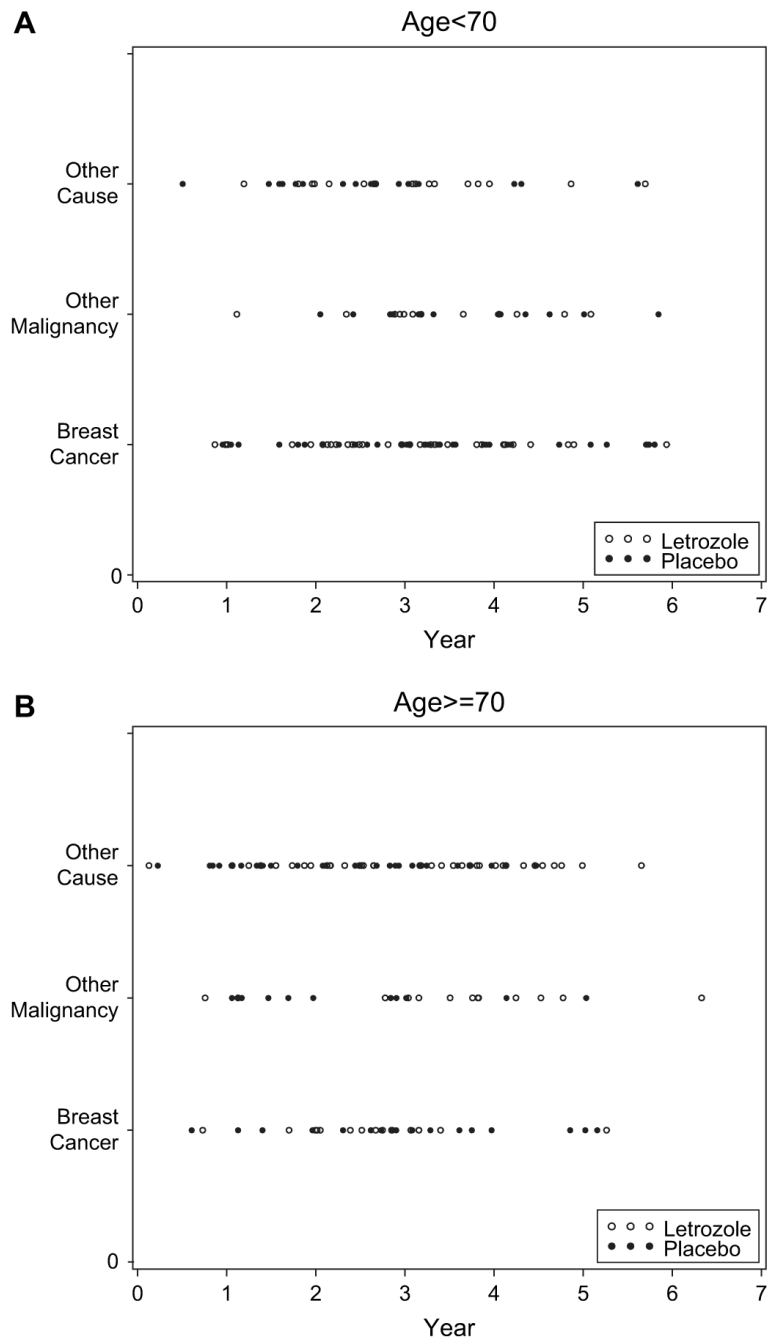 A
Age<70
Other
Cause
Other
Malignancy
Breast
Cancer
Letrozole
Placebo
0
0 1 2 3 4 5 6 7
Year
B
Age>=70
Other
Cause
Other
Malignancy
Breast
Cancer
Letrozole
Placebo
0
0 1 2 3 4 5 6 7
Year